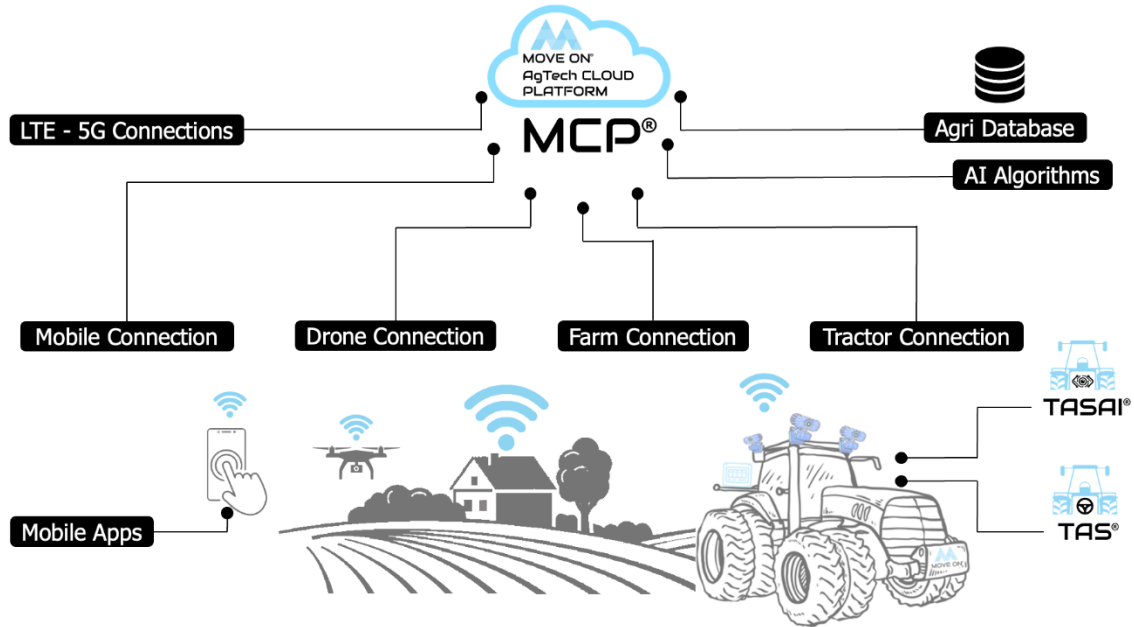 MOVE ON®
AgTech CLOUD
PLATFORM
MCP®
LTE - 5G Connections
Agri Database
AI Algorithms
Mobile Connection
Drone Connection
Farm Connection
Tractor Connection
TASAI®
TAS®
Mobile Apps
MOVE ON